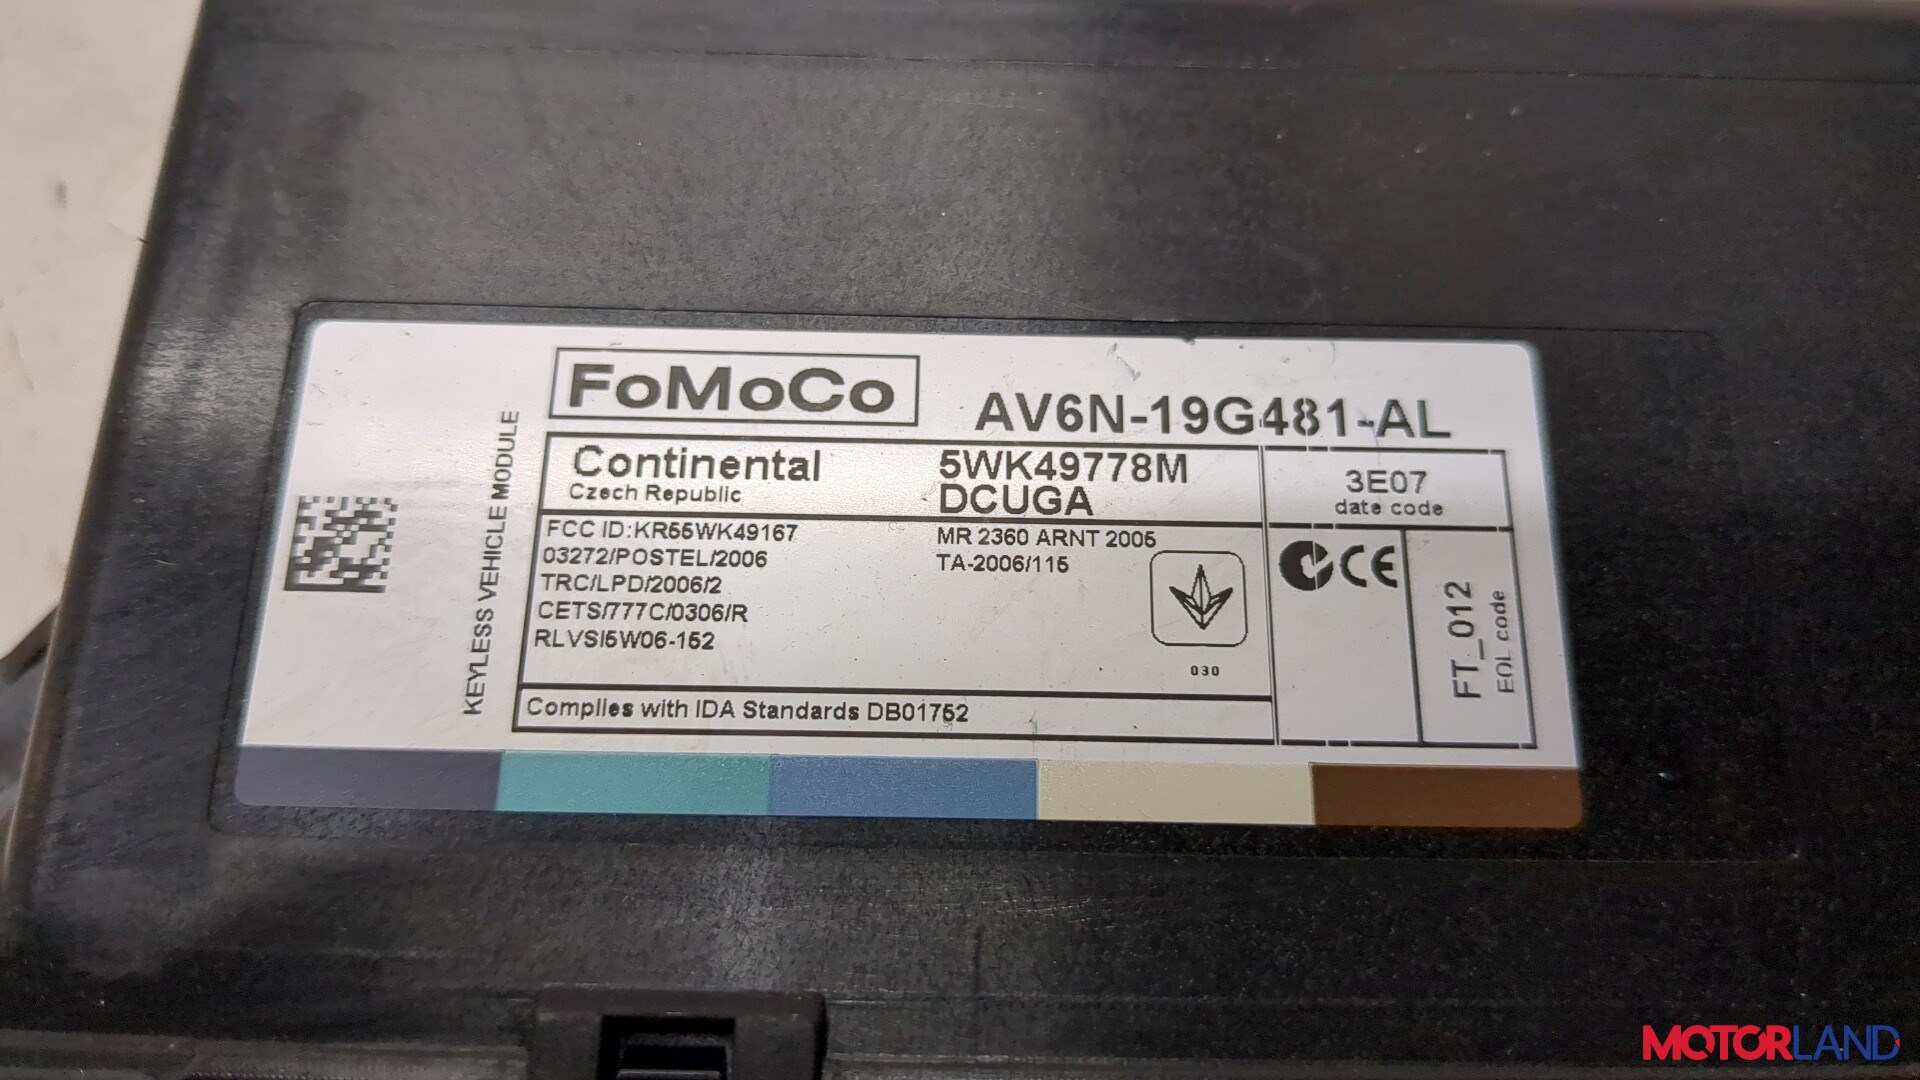 FoMoCo
AV6N-19G481-AL
KEYLESS VEHICLE MODULE
Continental
Czech Republic
5WK49778M
DCUGA
3E07
date code
FCC ID:KR55WK49167
03272/POSTEL/2006
TRC/LPD/2006/2
CETS/777C/0306/R
RLVSI5W06-152
MR 2360 ARNT 2005
TA-2006/115
030
CE
FT_012
EOL code
Complies with IDA Standards DB01752
MOTORLAND